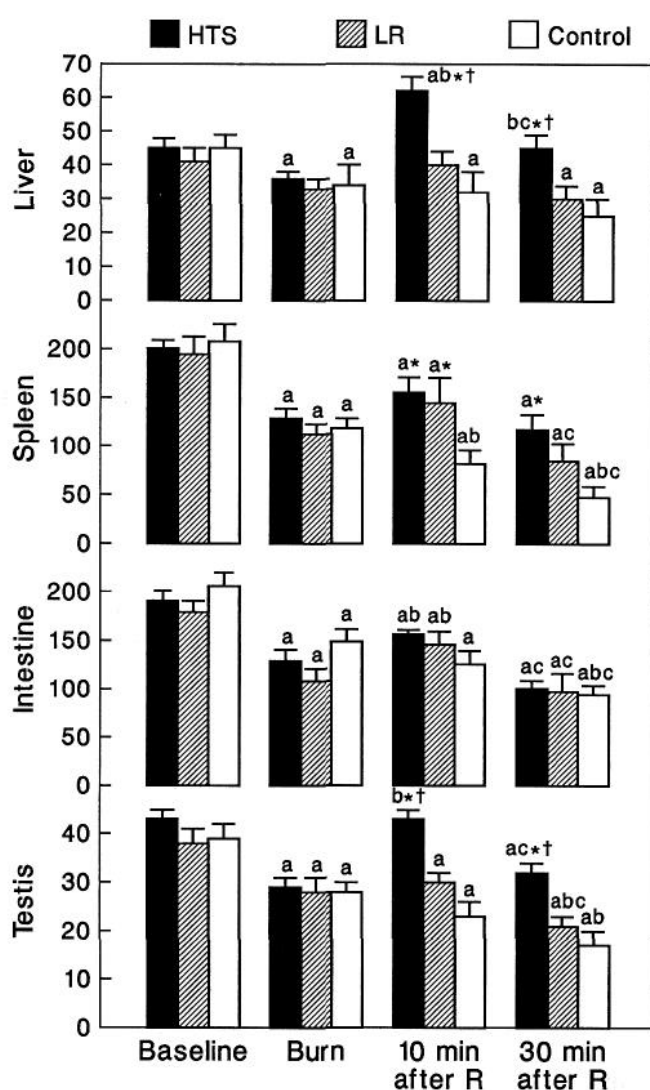 HTS LR Control
Liver
70
60
50
40
30
20
10
0
a a
ab*†
a
bc*†
a a
Spleen
200
150
100
50
0
a a a
a* a*
ab
a*
ac
abc
Intestine
200
150
100
50
0
a a a
ab ab a
ac ac abc
Testis
40
30
20
10
0
a a a
b*†
a
a
ac*†
abc
ab
Baseline Burn 10 min 30 min
after R after R